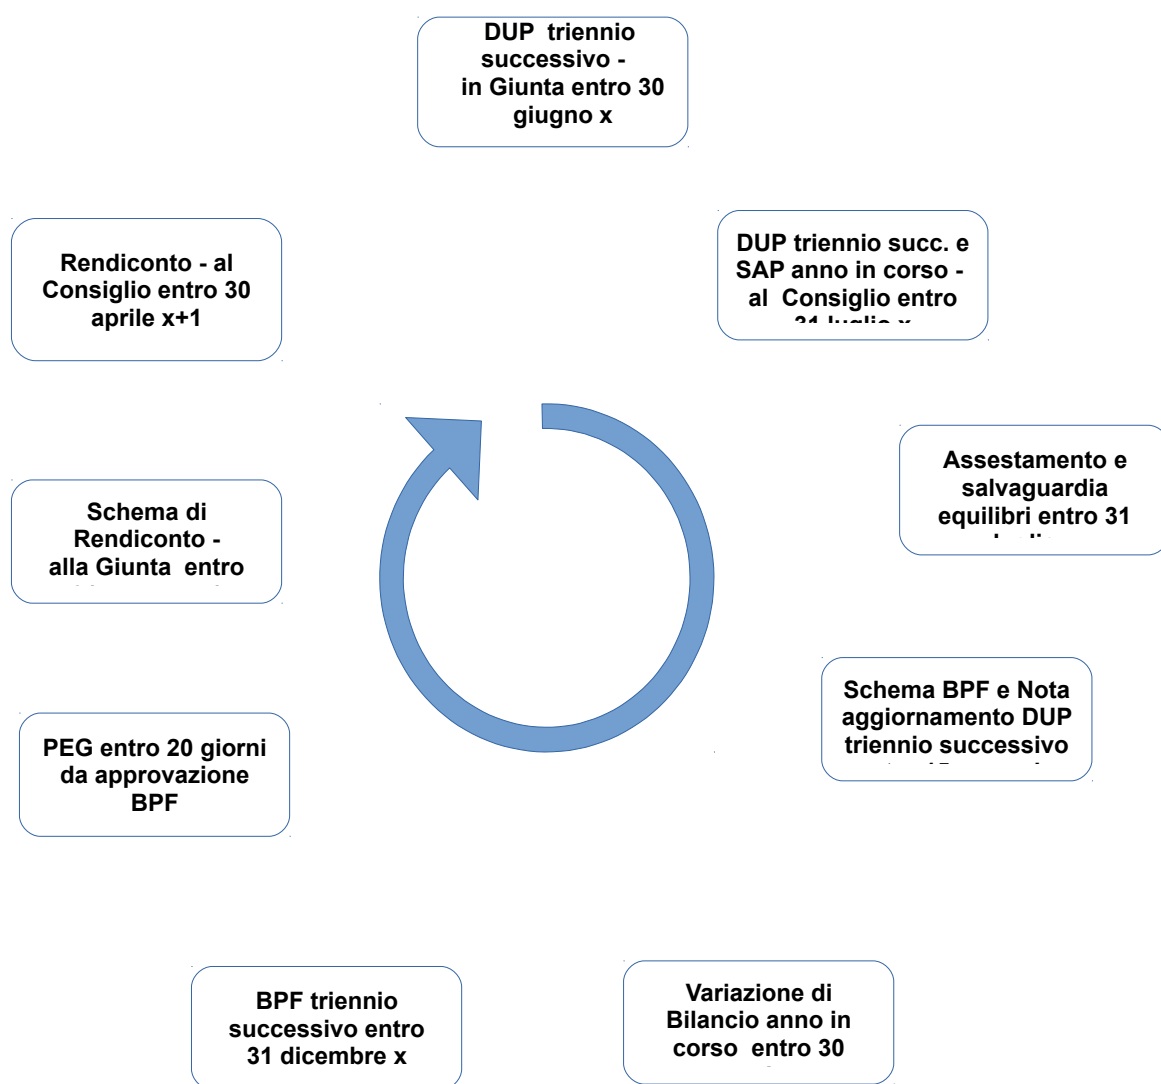 DUP triennio
successivo -
in Giunta entro 30
giugno x
DUP triennio succ. e
SAP anno in corso -
al Consiglio entro
31 luglio x
Assestamento e
salvaguardia
equilibri entro 31
Schema BPF e Nota
aggiornamento DUP
triennio successivo
Variazione di
Bilancio anno in
corso entro 30
BPF triennio
successivo entro
31 dicembre x
PEG entro 20 giorni
da approvazione
BPF
Schema di
Rendiconto -
alla Giunta entro
Rendiconto - al
Consiglio entro 30
aprile x+1